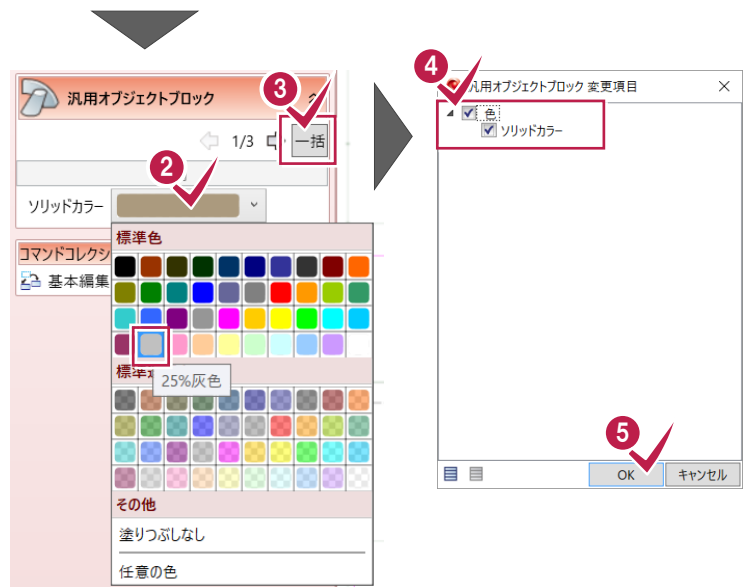 汎用オブジェクトブロック
3
1/3
一括
2
ソリッドカラー
標準色
コマンドコレクシ
基本編集
25%灰色
その他
塗りつぶしなし
任意の色
4
汎用オブジェクトブロック 変更項目
色
ソリッドカラー
5
OK
キャンセル